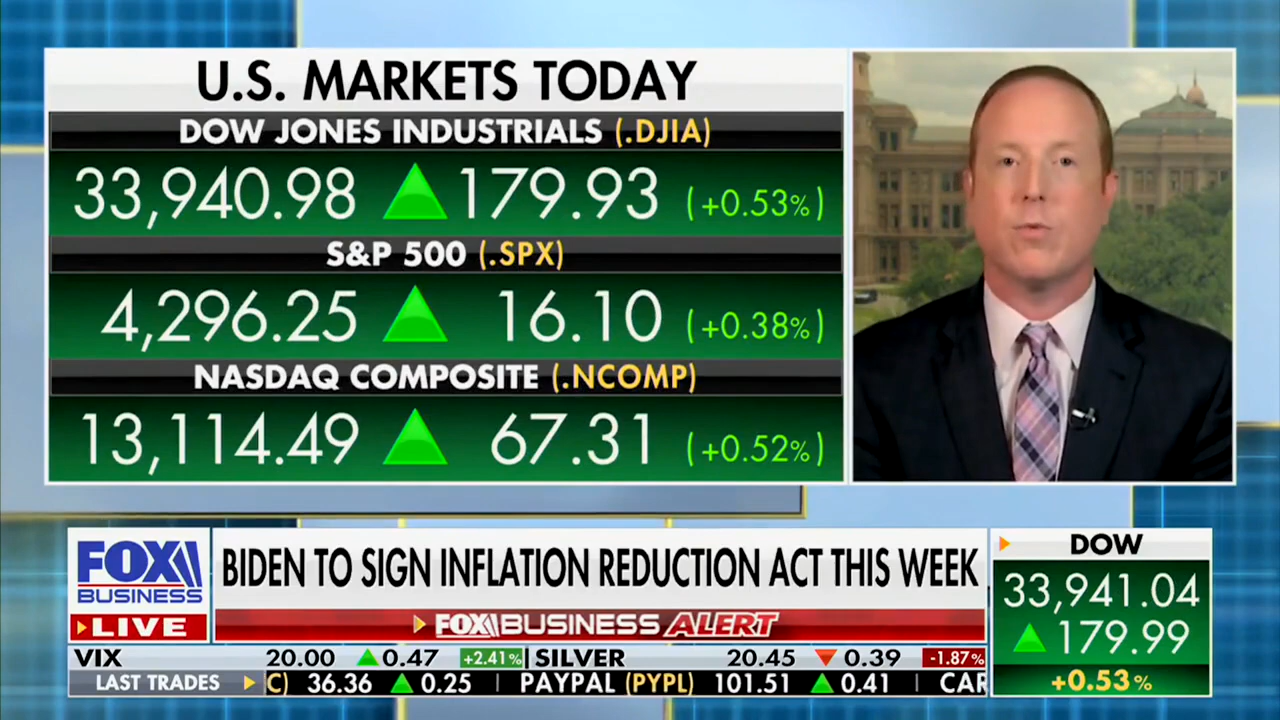 U.S. MARKETS TODAY
DOW JONES INDUSTRIALS (.DJIA)
33,940.98 ▲ 179.93 (+0.53%)
S&P 500 (.SPX)
4,296.25 ▲ 16.10 (+0.38%)
NASDAQ COMPOSITE (.NCOMP)
13,114.49 ▲ 67.31 (+0.52%)
FOX BUSINESS
LIVE
BIDEN TO SIGN INFLATION REDUCTION ACT THIS WEEK
FOX BUSINESS ALERT
DOW
33,941.04
▲ 179.99
+0.53%
VIX 20.00 ▲ 0.47 +2.41% SILVER 20.45 ▼ 0.39 -1.87%
LAST TRADES C) 36.36 ▲ 0.25 | PAYPAL (PYPL) 101.51 ▲ 0.41 | CAR